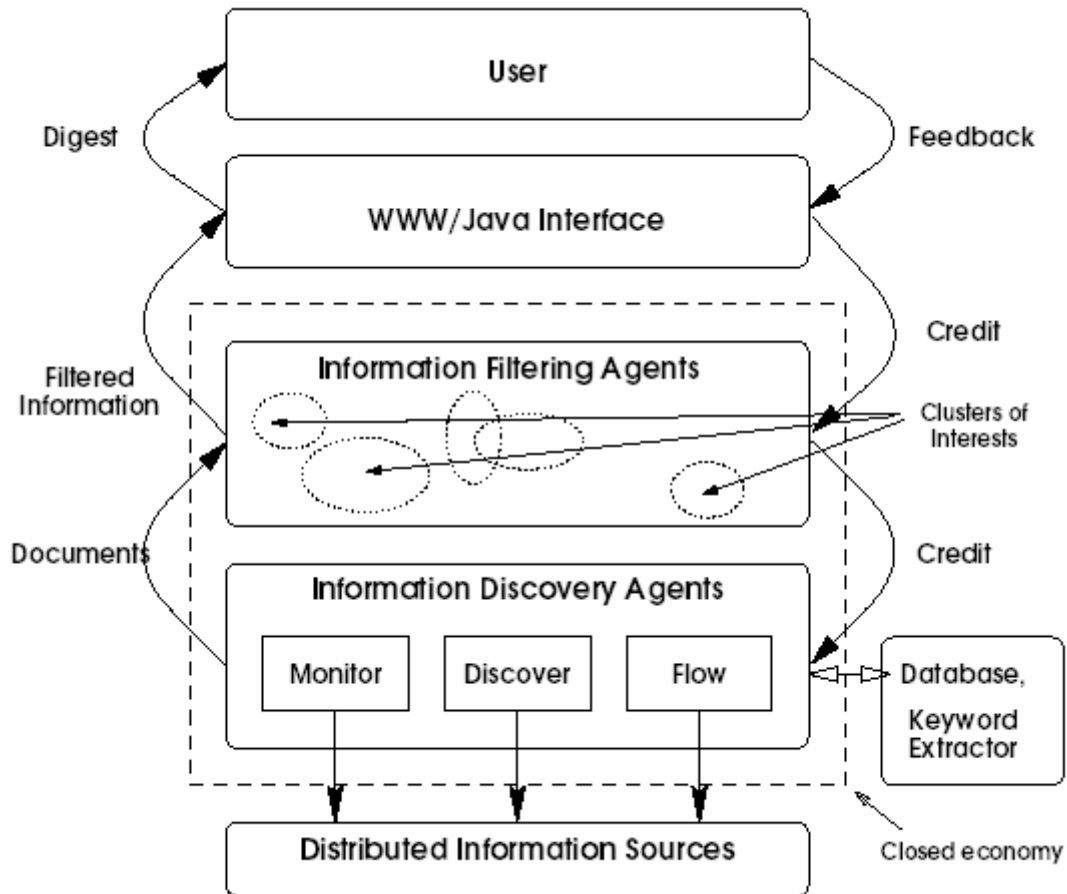 User
Digest
Feedback
WWW/Java Interface
Credit
Information Filtering Agents
Filtered
Information
Clusters of
Interests
Documents
Credit
Information Discovery Agents
Monitor
Discover
Flow
Database,
Keyword
Extractor
Distributed Information Sources
Closed economy